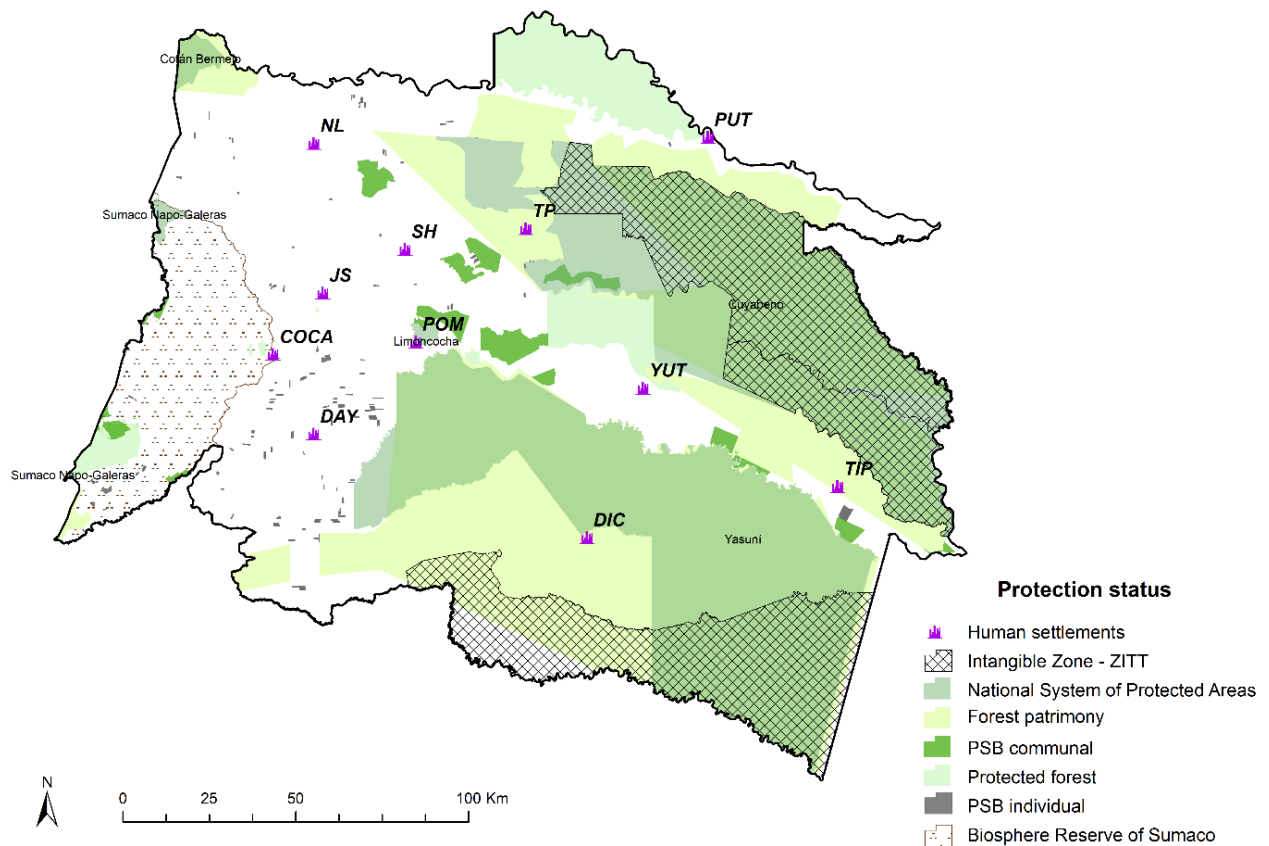 Cofán Bermejo
NL
PUT
Sumaco Napo-Galeras
TP
SH
JS
Cuyabeno
COCA
POM
Limoncocha
YUT
DAY
Sumaco Napo-Galeras
TIP
DIC
Yasuní
Protection status
Human settlements
Intangible Zone - ZITT
National System of Protected Areas
Forest patrimony
PSB communal
Protected forest
PSB individual
Biosphere Reserve of Sumaco
N
0 25 55 100 Km